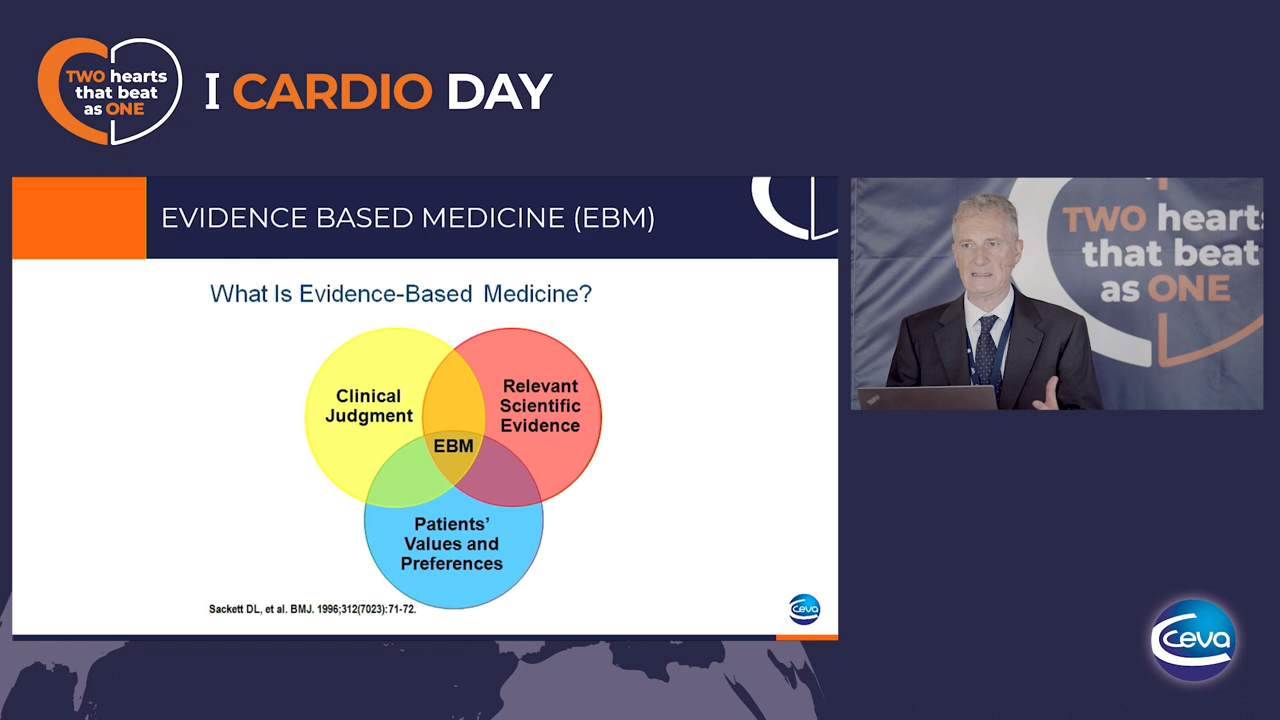 TWO hearts
that beat
as ONE
I CARDIO DAY
EVIDENCE BASED MEDICINE (EBM)
What Is Evidence-Based Medicine?
Clinical
Judgment
Relevant
Scientific
Evidence
EBM
Patients’
Values and
Preferences
Sackett DL, et al. BMJ. 1996;312(7023):71-72.
Ceva
TWO hearts
that beat
as ONE
Ceva